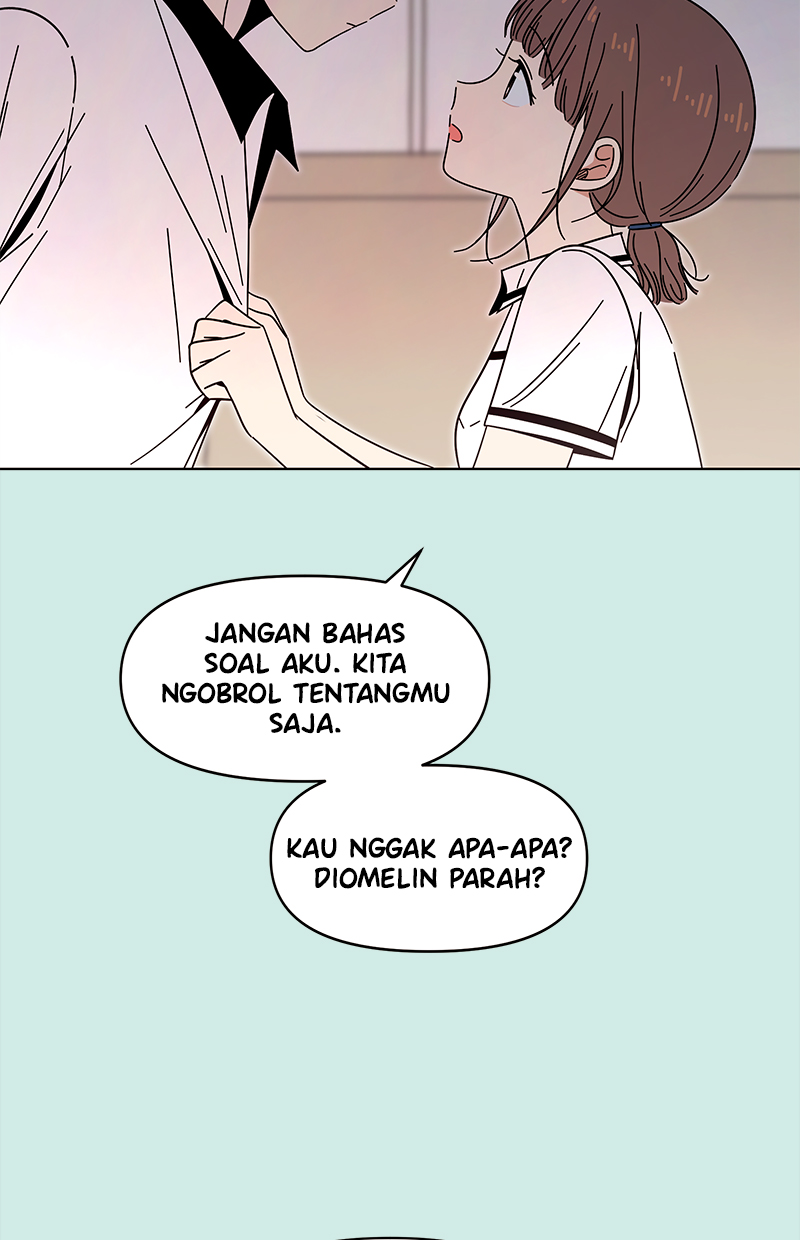 JANGAN BAHAS
SOAL AKU. KITA
NGOBROL TENTANGMU
SAJA.
KAU NGGAK APA-APA?
DIOMELIN PARAH?